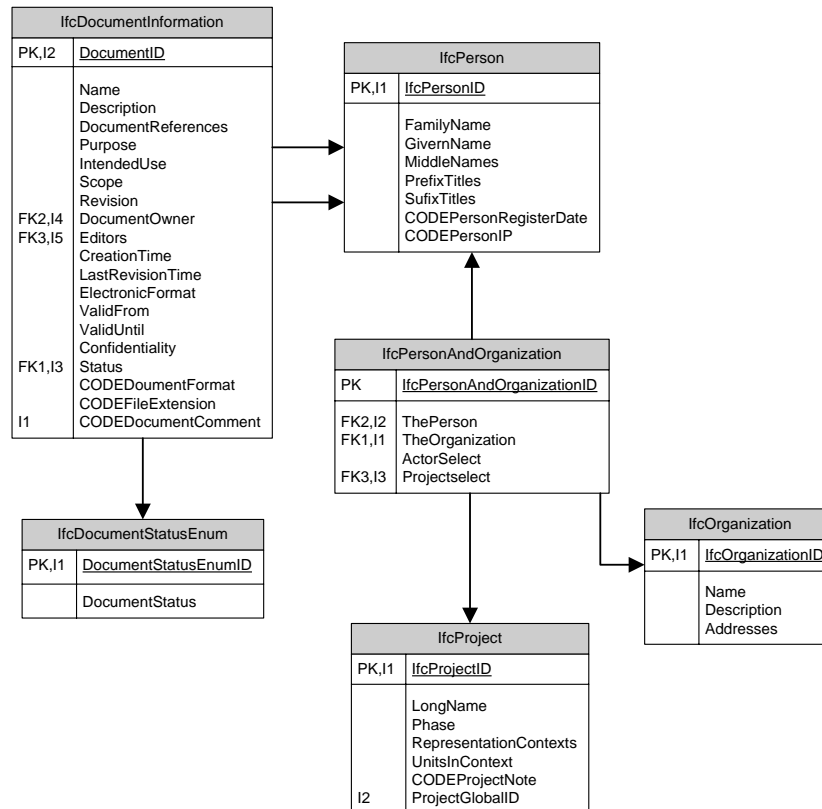 IfcDocumentInformation
PK,I2 DocumentID
Name
Description
DocumentReferences
Purpose
IntendedUse
Scope
Revision
FK2,I4 DocumentOwner
FK3,I5 Editors
CreationTime
LastRevisionTime
ElectronicFormat
ValidFrom
ValidUntil
Confidentiality
FK1,I3 Status
CODEDoumentFormat
CODEFileExtension
I1 CODEDocumentComment
IfcPerson
PK,I1 IfcPersonID
FamilyName
GivernName
MiddleNames
PrefixTitles
SufixTitles
CODEPersonRegisterDate
CODEPersonIP
IfcPersonAndOrganization
PK IfcPersonAndOrganizationID
FK2,I2 ThePerson
FK1,I1 TheOrganization
ActorSelect
FK3,I3 Projectselect
IfcDocumentStatusEnum
PK,I1 DocumentStatusEnumID
DocumentStatus
IfcOrganization
PK,I1 IfcOrganizationID
Name
Description
Addresses
IfcProject
PK,I1 IfcProjectID
LongName
Phase
RepresentationContexts
UnitsInContext
CODEProjectNote
I2 ProjectGlobalID